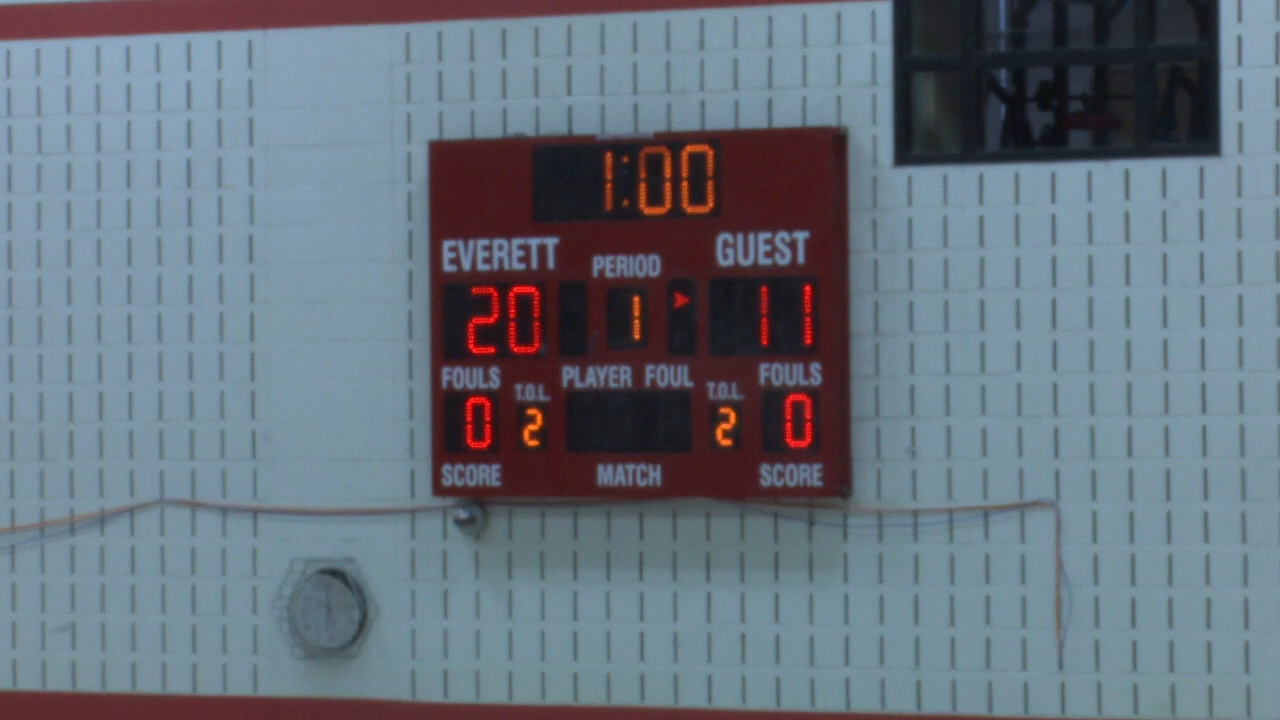 1:00
EVERETT GUEST
PERIOD
20 1 11
FOULS PLAYER FOUL FOULS
T.O.L. T.O.L.
0 2 2 0
SCORE MATCH SCORE